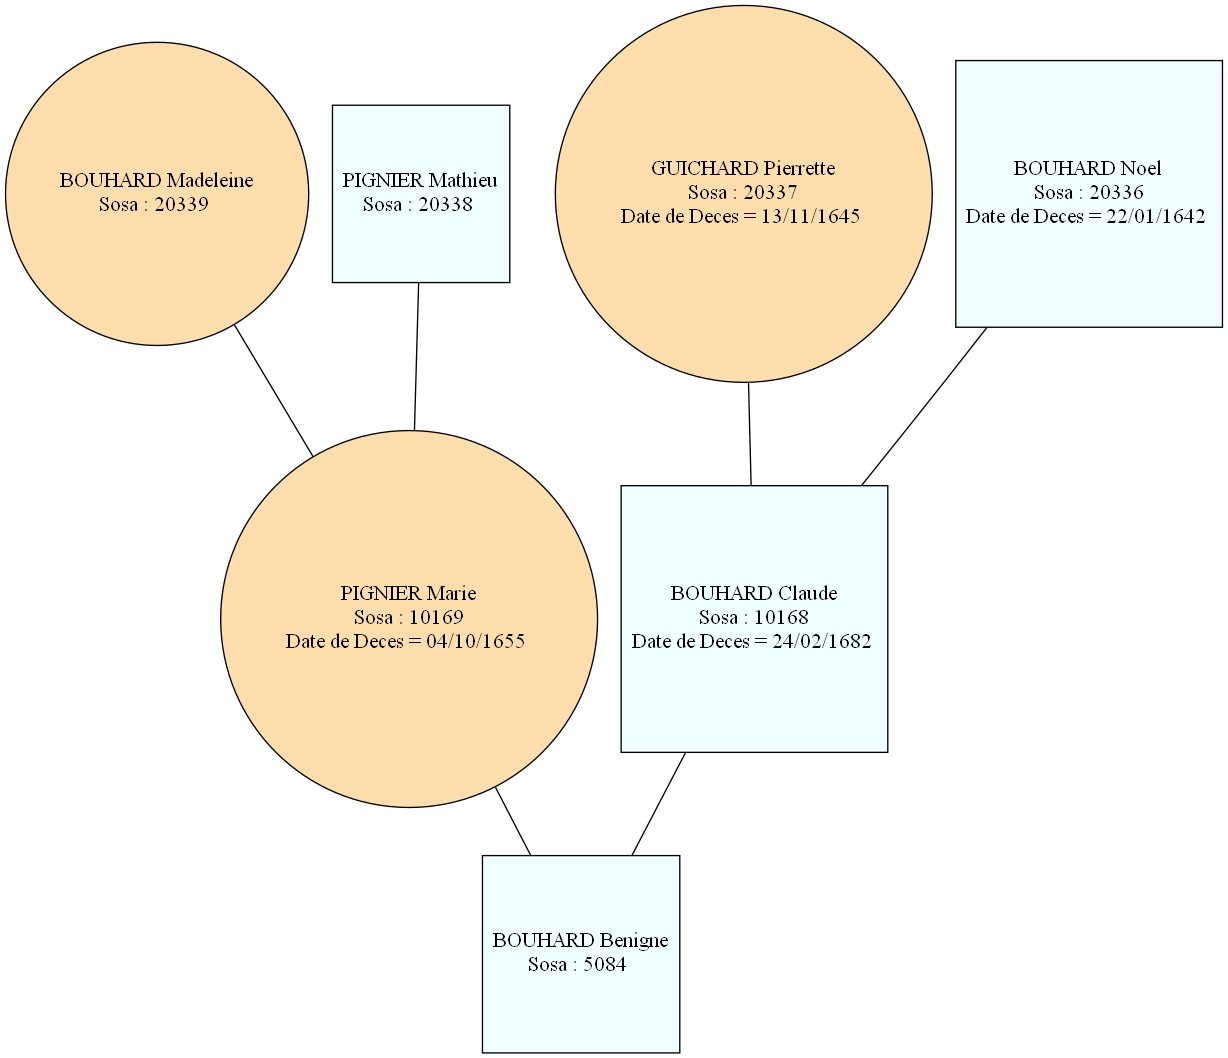 BOUHARD Madeleine
Sosa : 20339
PIGNIER Mathieu
Sosa : 20338
GUICHARD Pierrette
Sosa : 20337
Date de Deces = 13/11/1645
BOUHARD Noel
Sosa : 20336
Date de Deces = 22/01/1642
PIGNIER Marie
Sosa : 10169
Date de Deces = 04/10/1655
BOUHARD Claude
Sosa : 10168
Date de Deces = 24/02/1682
BOUHARD Benigne
Sosa : 5084